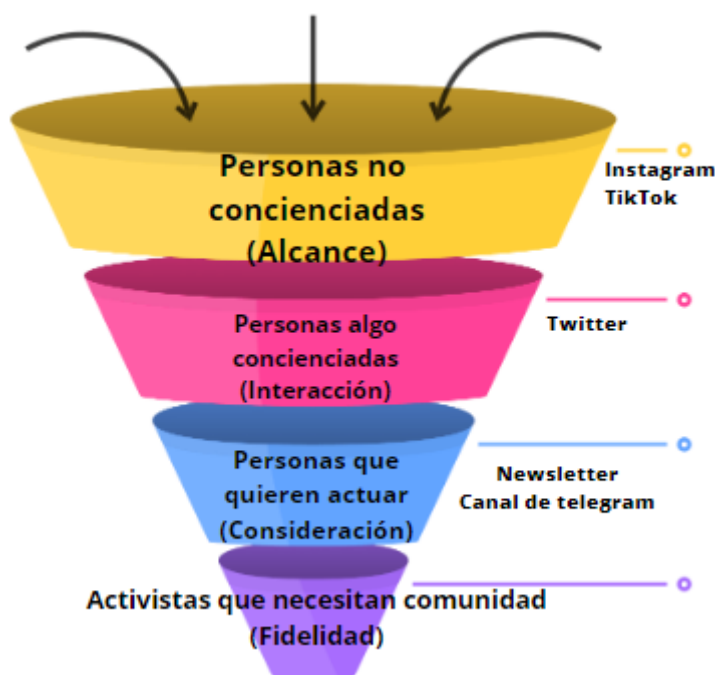 Personas no
concienciadas
(Alcance)
Instagram
TikTok
Personas algo
concienciadas
(Interacción)
Twitter
Personas que
quieren actuar
(Consideración)
Newsletter
Canal de telegram
Activistas que necesitan comunidad
(Fidelidad)